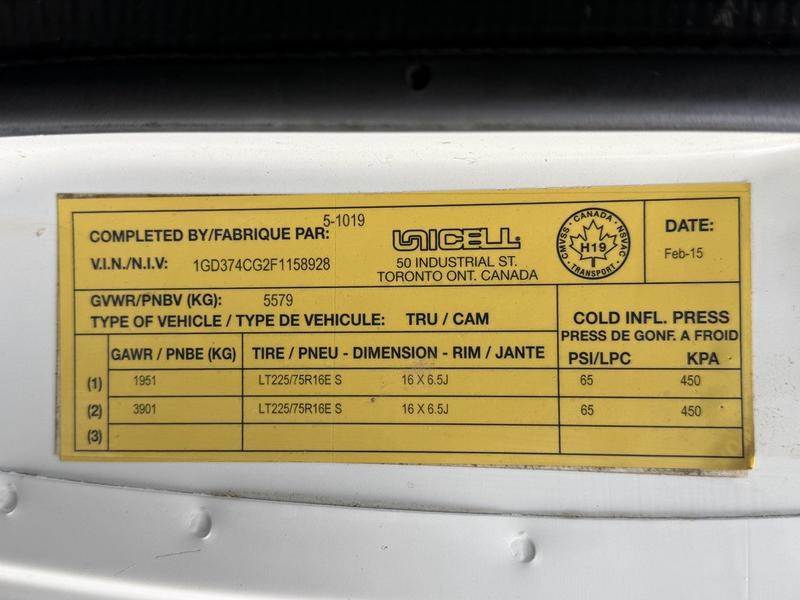 5-1019
COMPLETED BY/FABRIQUE PAR:
UNICELL
V.I.N./N.I.V: 1GD374CG2F1158928
50 INDUSTRIAL ST.
TORONTO ONT. CANADA
CMVSS · CANADA · NSVAC
H19
TRANSPORT
DATE:
Feb-15
GVWR/PNBV (KG): 5579
TYPE OF VEHICLE / TYPE DE VEHICULE: TRU / CAM
COLD INFL. PRESS
PRESS DE GONF. A FROID
GAWR / PNBE (KG) TIRE / PNEU - DIMENSION - RIM / JANTE PSI/LPC KPA
(1) 1951 LT225/75R16E S 16 X 6.5J 65 450
(2) 3901 LT225/75R16E S 16 X 6.5J 65 450
(3)